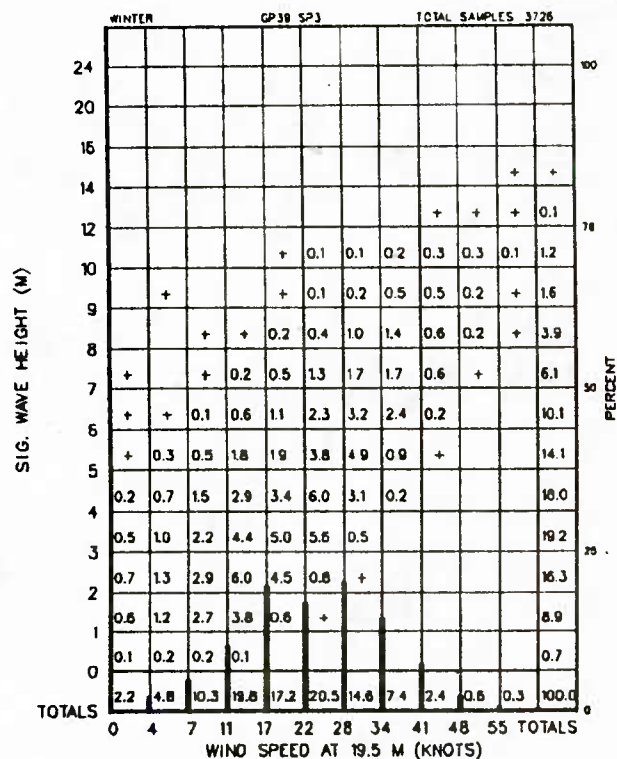 WINTER GP39 SP3 TOTAL SAMPLES 3726
24 100
20
16
+ +
14
+ + + 0.1
12 75
+ 0.1 0.1 0.2 0.3 0.3 0.1 1.2
10
+ + 0.1 0.2 0.5 0.5 0.2 + 1.6
9
+ + 0.2 0.4 1.0 1.4 0.6 0.2 + 3.9
8
+ + 0.2 0.5 1.3 1.7 1.7 0.6 + 6.1
7 50
+ + 0.1 0.6 1.1 2.3 3.2 2.4 0.2 10.1
6
+ 0.3 0.5 1.8 1.9 3.8 4.9 0.9 + 14.1
5
0.2 0.7 1.5 2.9 3.4 6.0 3.1 0.2 18.0
4
0.5 1.0 2.2 4.4 5.0 5.6 0.5 19.2
3 25
0.7 1.3 2.9 6.0 4.5 0.8 + 16.3
2
0.6 1.2 2.7 3.8 0.6 + 8.9
1
0.1 0.2 0.2 0.1 0.7
0
2.2 4.8 10.3 19.8 17.2 20.5 14.6 7.4 2.4 0.6 0.3 100.0
TOTALS 0
0 4 7 11 17 22 28 34 41 48 55 TOTALS
WIND SPEED AT 19.5 M (KNOTS)
SIG. WAVE HEIGHT (M)
PERCENT